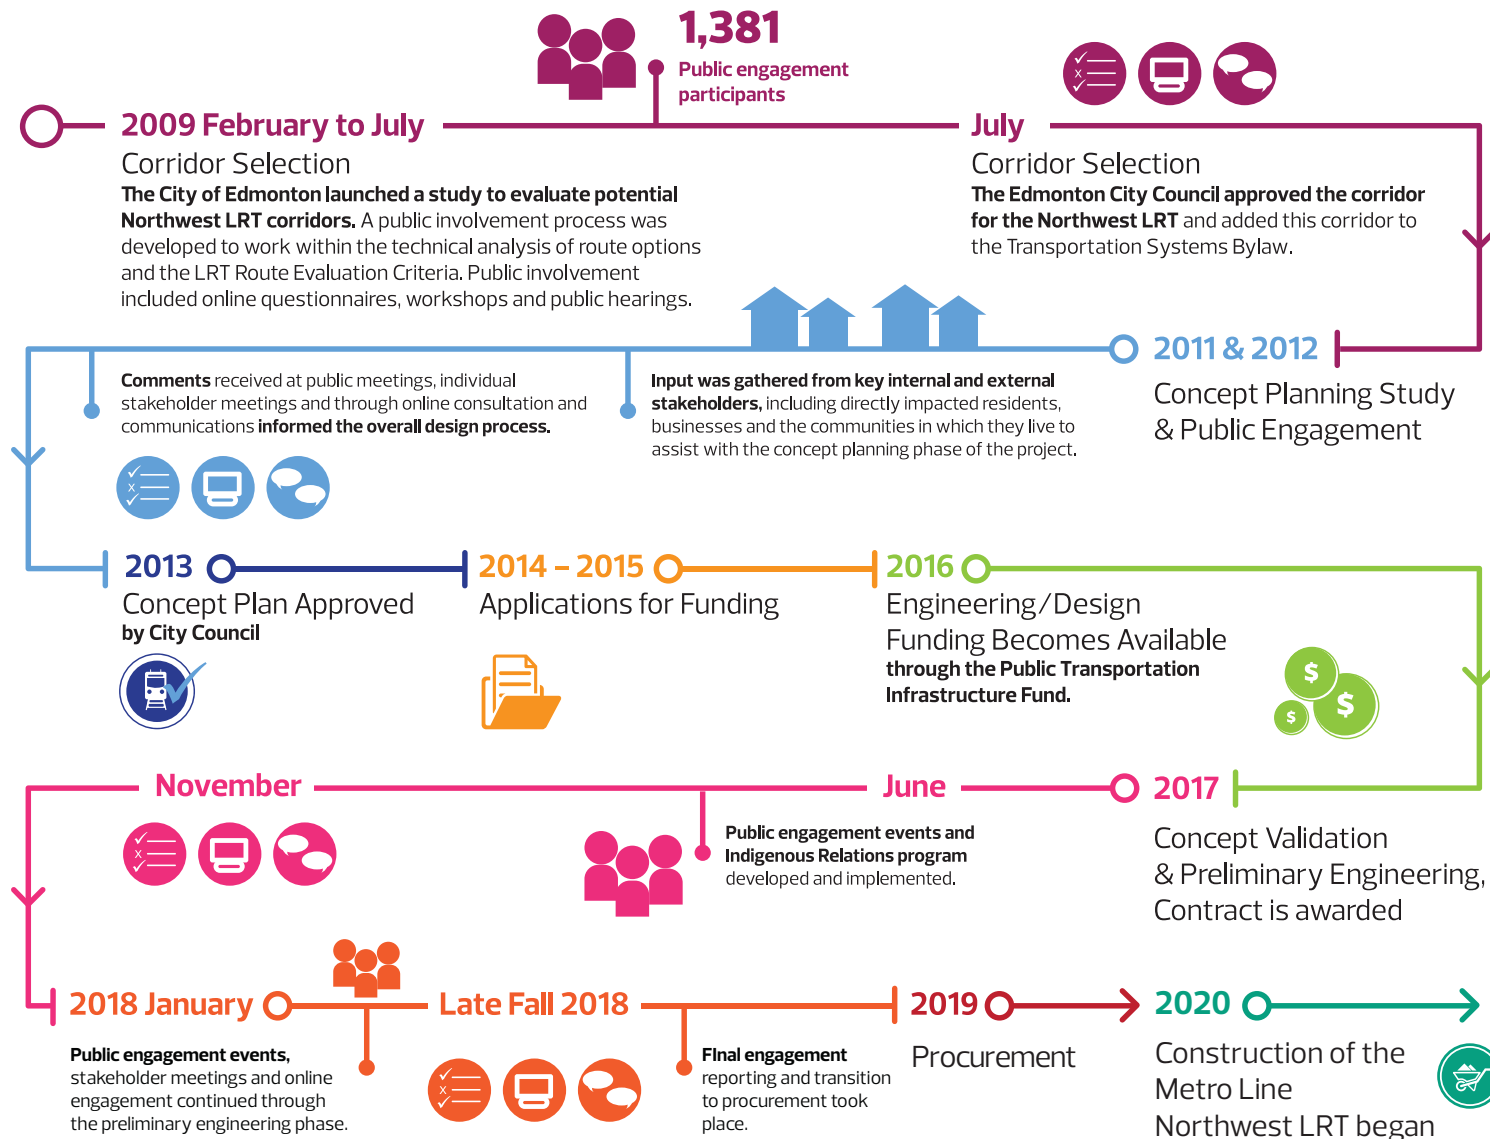 1,381
Public engagement
participants
2009 February to July
Corridor Selection
The City of Edmonton launched a study to evaluate potential
Northwest LRT corridors. A public involvement process was
developed to work within the technical analysis of route options
and the LRT Route Evaluation Criteria. Public involvement
included online questionnaires, workshops and public hearings.
July
Corridor Selection
The Edmonton City Council approved the corridor
for the Northwest LRT and added this corridor to
the Transportation Systems Bylaw.
2011 & 2012
Concept Planning Study
& Public Engagement
Input was gathered from key internal and external
stakeholders, including directly impacted residents,
businesses and the communities in which they live to
assist with the concept planning phase of the project.
Comments received at public meetings, individual
stakeholder meetings and through online consultation and
communications informed the overall design process.
2013
Concept Plan Approved
by City Council
2014 – 2015
Applications for Funding
2016
Engineering/Design
Funding Becomes Available
through the Public Transportation
Infrastructure Fund.
$
$
$
2017
Concept Validation
& Preliminary Engineering,
Contract is awarded
June
Public engagement events and
Indigenous Relations program
developed and implemented.
November
2018 January
Public engagement events,
stakeholder meetings and online
engagement continued through
the preliminary engineering phase.
Late Fall 2018
FInal engagement
reporting and transition
to procurement took
place.
2019
Procurement
2020
Construction of the
Metro Line
Northwest LRT began